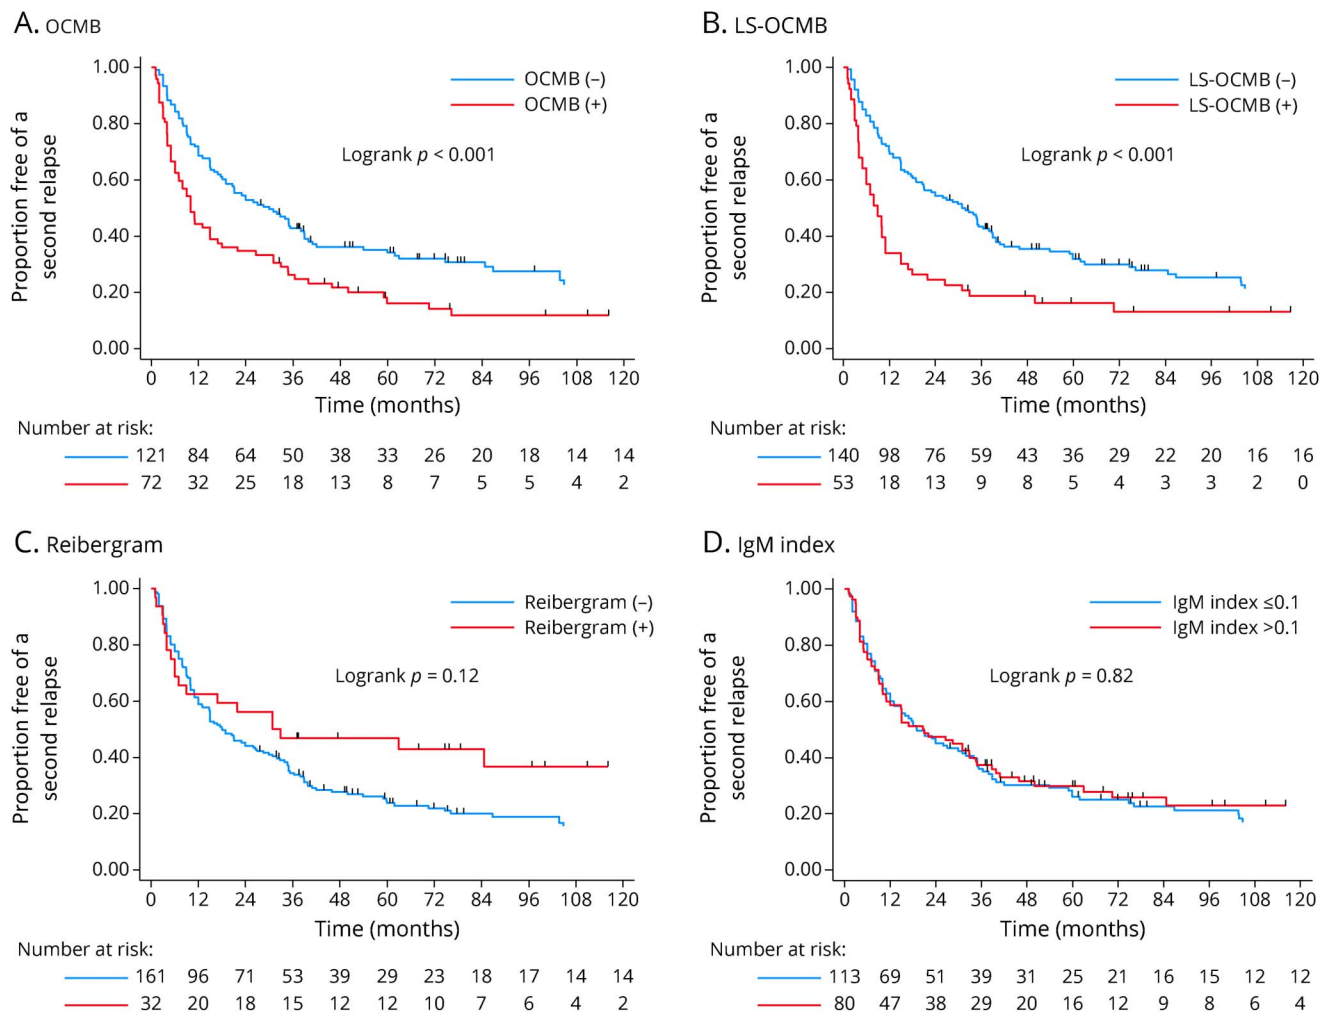 A. OCMB
1.00
0.80
0.60
0.40
0.20
0.00
Proportion free of a
second relapse
OCMB (–)
OCMB (+)
Logrank p < 0.001
0 12 24 36 48 60 72 84 96 108 120
Time (months)
Number at risk:
121 84 64 50 38 33 26 20 18 14 14
72 32 25 18 13 8 7 5 5 4 2
B. LS-OCMB
1.00
0.80
0.60
0.40
0.20
0.00
Proportion free of a
second relapse
LS-OCMB (–)
LS-OCMB (+)
Logrank p < 0.001
0 12 24 36 48 60 72 84 96 108 120
Time (months)
Number at risk:
140 98 76 59 43 36 29 22 20 16 16
53 18 13 9 8 5 4 3 3 2 0
C. Reibergram
1.00
0.80
0.60
0.40
0.20
0.00
Proportion free of a
second relapse
Reibergram (–)
Reibergram (+)
Logrank p = 0.12
0 12 24 36 48 60 72 84 96 108 120
Time (months)
Number at risk:
161 96 71 53 39 29 23 18 17 14 14
32 20 18 15 12 12 10 7 6 4 2
D. IgM index
1.00
0.80
0.60
0.40
0.20
0.00
Proportion free of a
second relapse
IgM index ≤0.1
IgM index >0.1
Logrank p = 0.82
0 12 24 36 48 60 72 84 96 108 120
Time (months)
Number at risk:
113 69 51 39 31 25 21 16 15 12 12
80 47 38 29 20 16 12 9 8 6 4